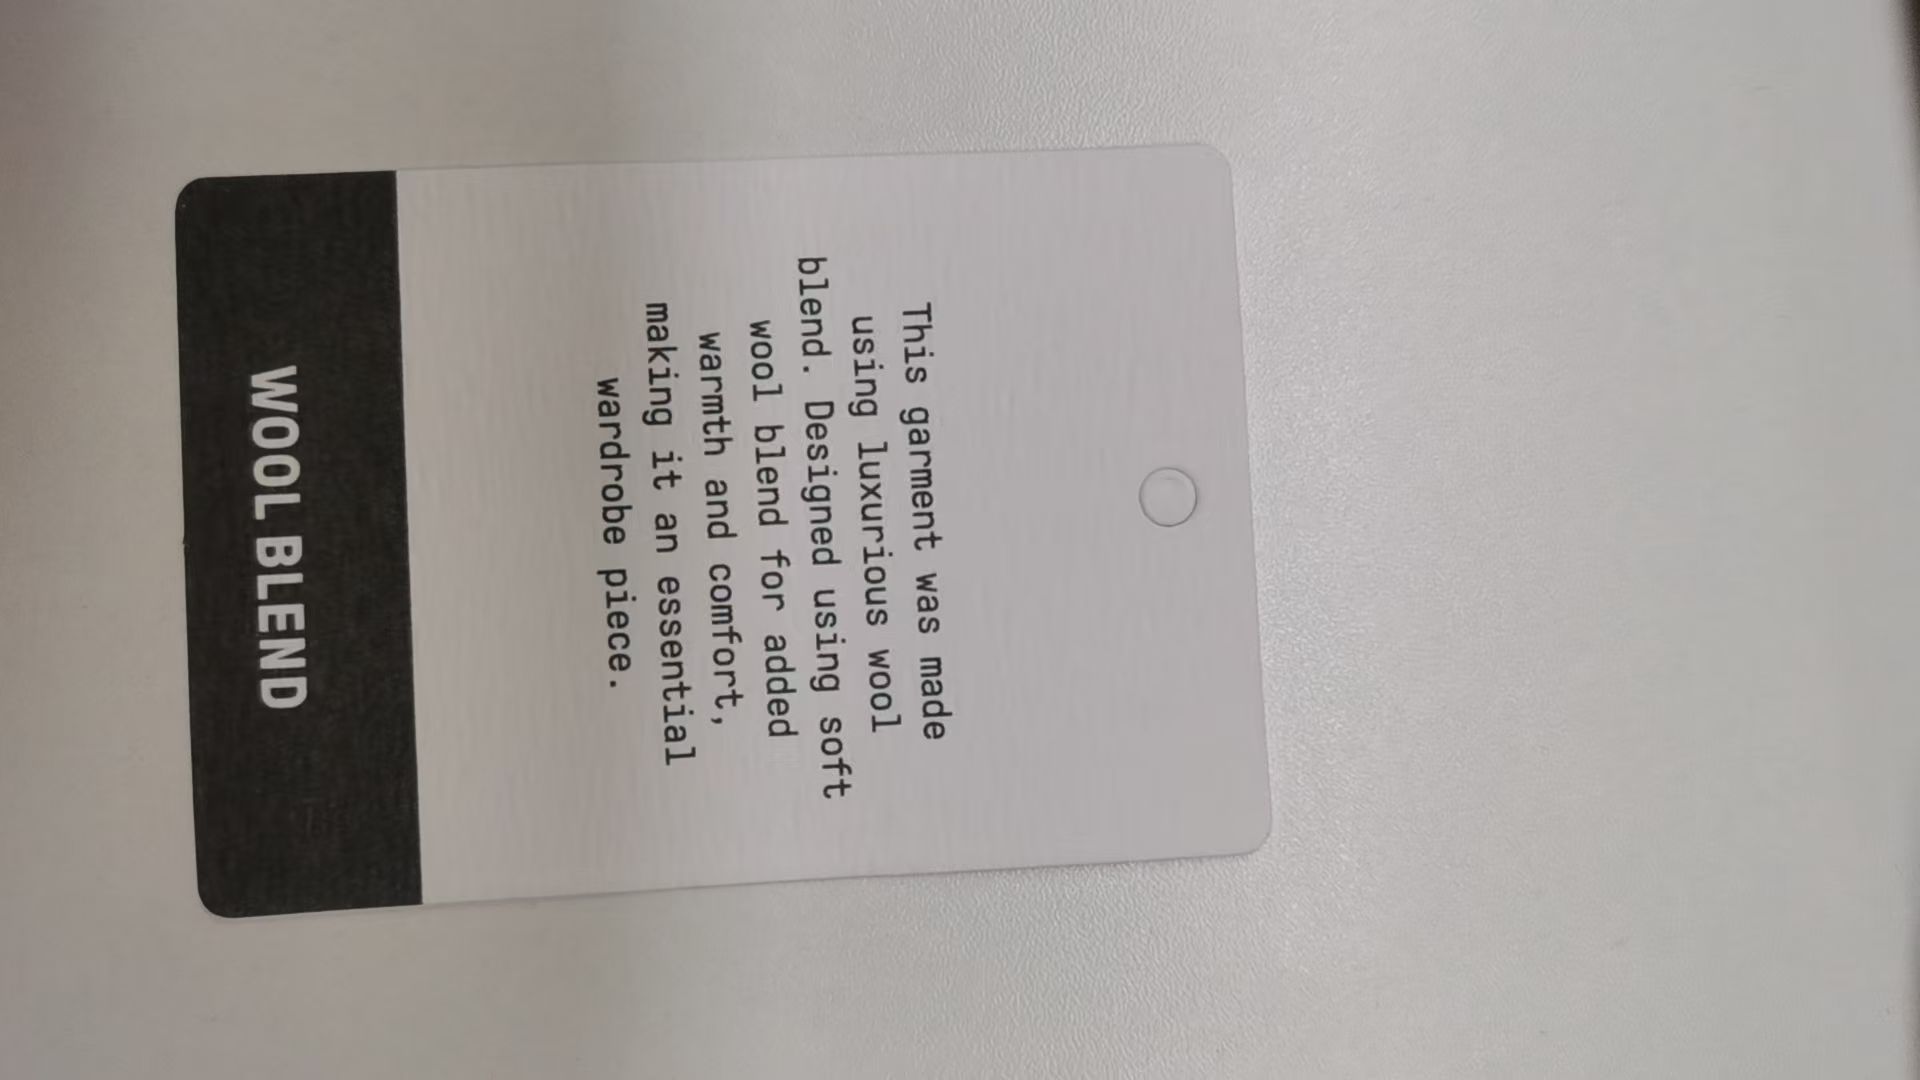 This garment was made
using luxurious wool
blend. Designed using soft
wool blend for added
warmth and comfort,
making it an essential
wardrobe piece.
WOOL BLEND